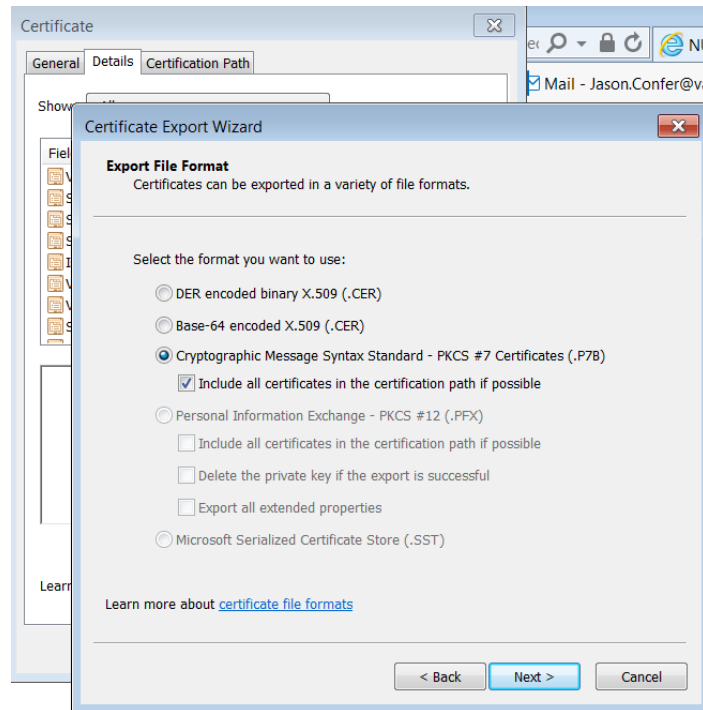 Certificate
General Details Certification Path
Mail - Jason.Confer@v
Show
Certificate Export Wizard
Export File Format
Certificates can be exported in a variety of file formats.
Select the format you want to use:
DER encoded binary X.509 (.CER)
Base-64 encoded X.509 (.CER)
Cryptographic Message Syntax Standard - PKCS #7 Certificates (.P7B)
Include all certificates in the certification path if possible
Personal Information Exchange - PKCS #12 (.PFX)
Include all certificates in the certification path if possible
Delete the private key if the export is successful
Export all extended properties
Microsoft Serialized Certificate Store (.SST)
Learn
Learn more about certificate file formats
< Back Next > Cancel